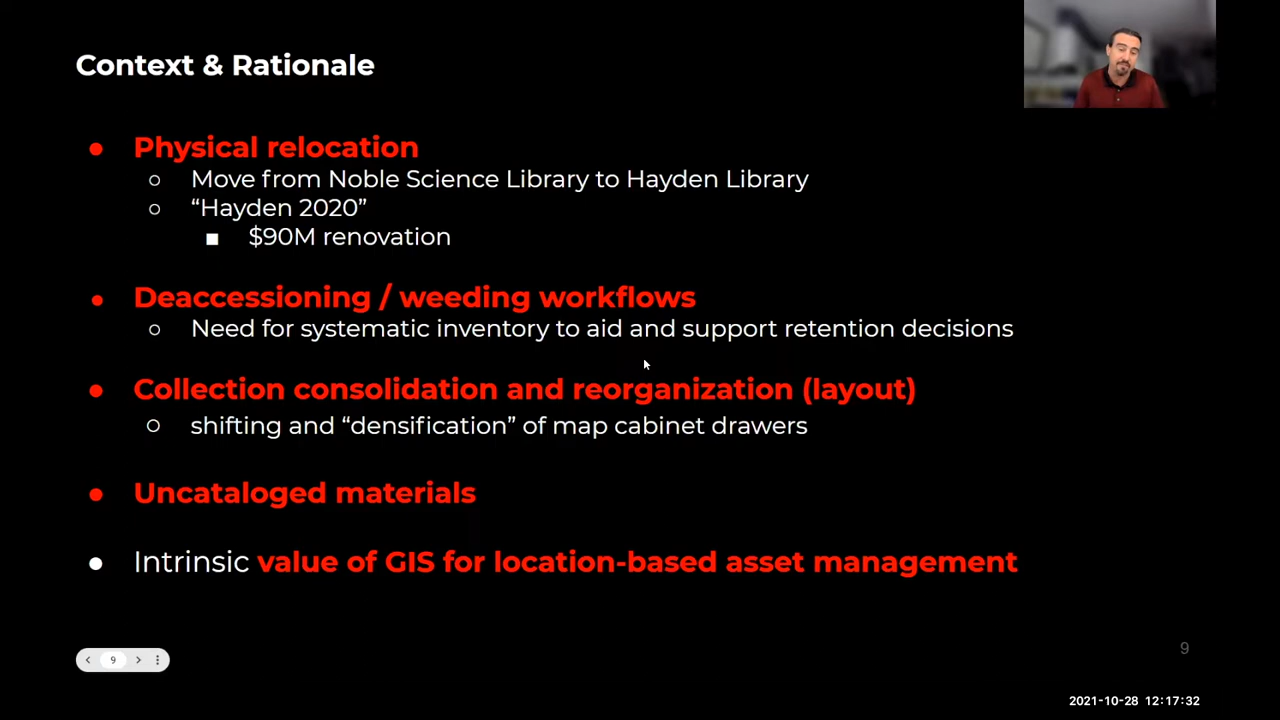 Context & Rationale
● Physical relocation
○ Move from Noble Science Library to Hayden Library
○ “Hayden 2020”
■ $90M renovation
● Deaccessioning / weeding workflows
○ Need for systematic inventory to aid and support retention decisions
● Collection consolidation and reorganization (layout)
○ shifting and “densification” of map cabinet drawers
● Uncataloged materials
● Intrinsic value of GIS for location-based asset management
9
9
2021-10-28 12:17:32